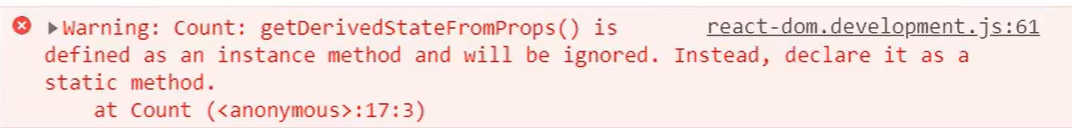 Warning: Count: getDerivedStateFromProps() is react-dom.development.js:61
defined as an instance method and will be ignored. Instead, declare it as a
static method.
at Count (<anonymous>:17:3)